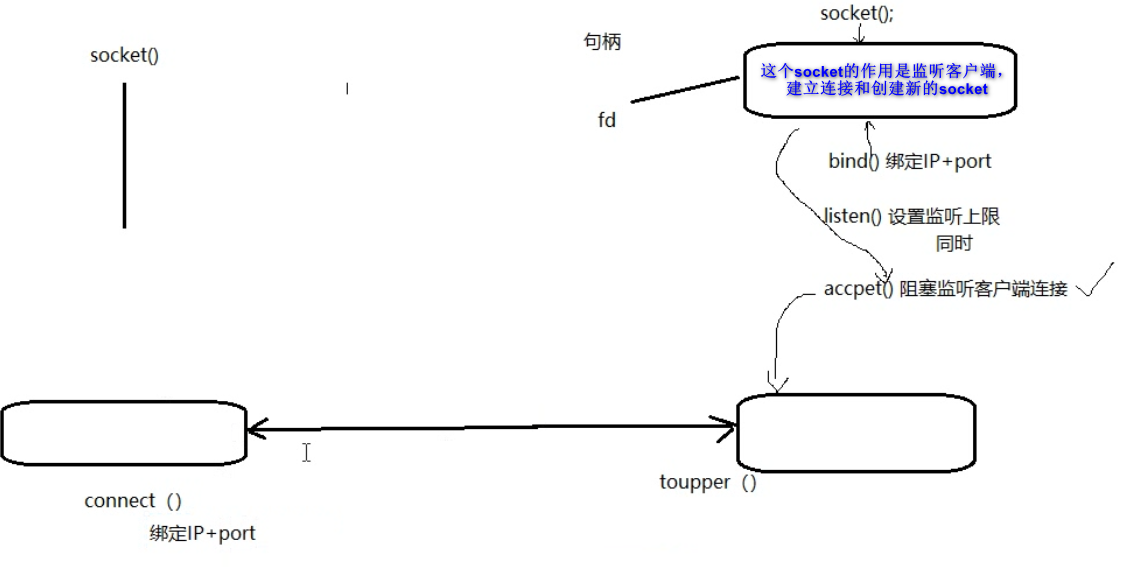 socket();
句柄
socket()
这个socket的作用是监听客户端,
建立连接和创建新的socket
fd
bind() 绑定IP+port
listen() 设置监听上限
同时
accpet() 阻塞监听客户端连接
toupper（）
connect（）
绑定IP+port